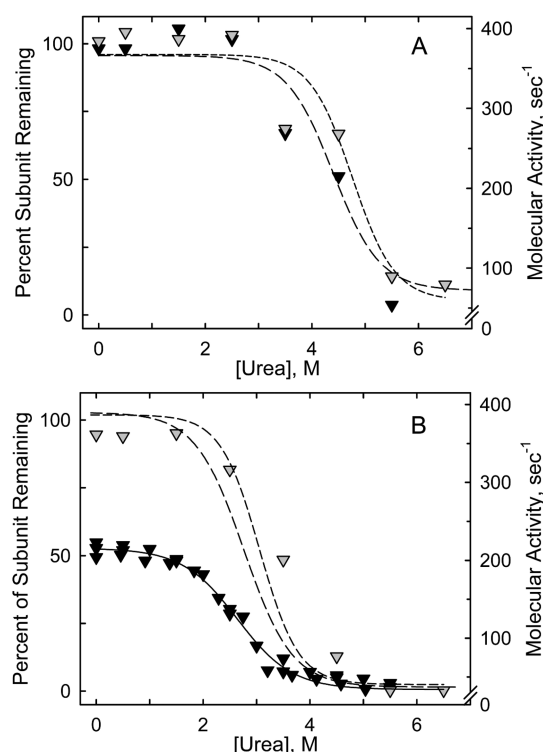 A
100
50
0
400
300
200
100
0
Percent Subunit Remaining
Molecular Activity, sec-1
0 2 4 6
[Urea], M
B
100
50
0
400
300
200
100
0
Percent of Subunit Remaining
Molecular Activity, sec-1
0 2 4 6
[Urea], M